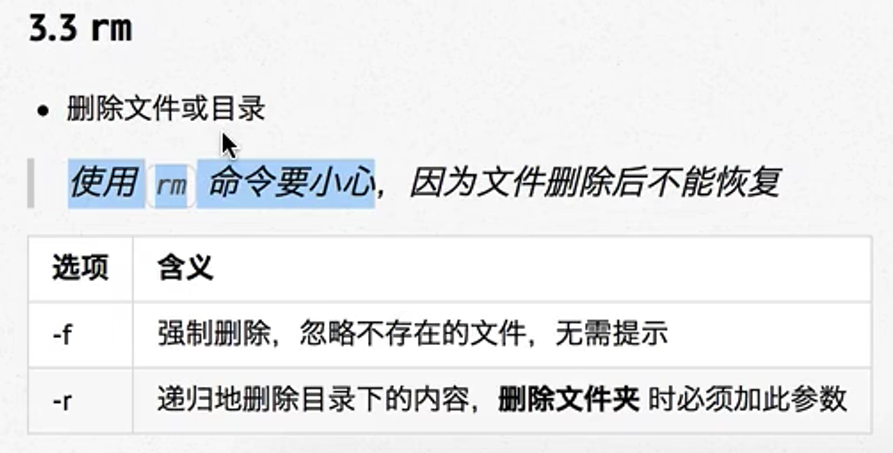 3.3 rm
• 删除文件或目录
使用 rm 命令要小心，因为文件删除后不能恢复
选项 含义
-f 强制删除，忽略不存在的文件，无需提示
-r 递归地删除目录下的内容，删除文件夹 时必须加此参数